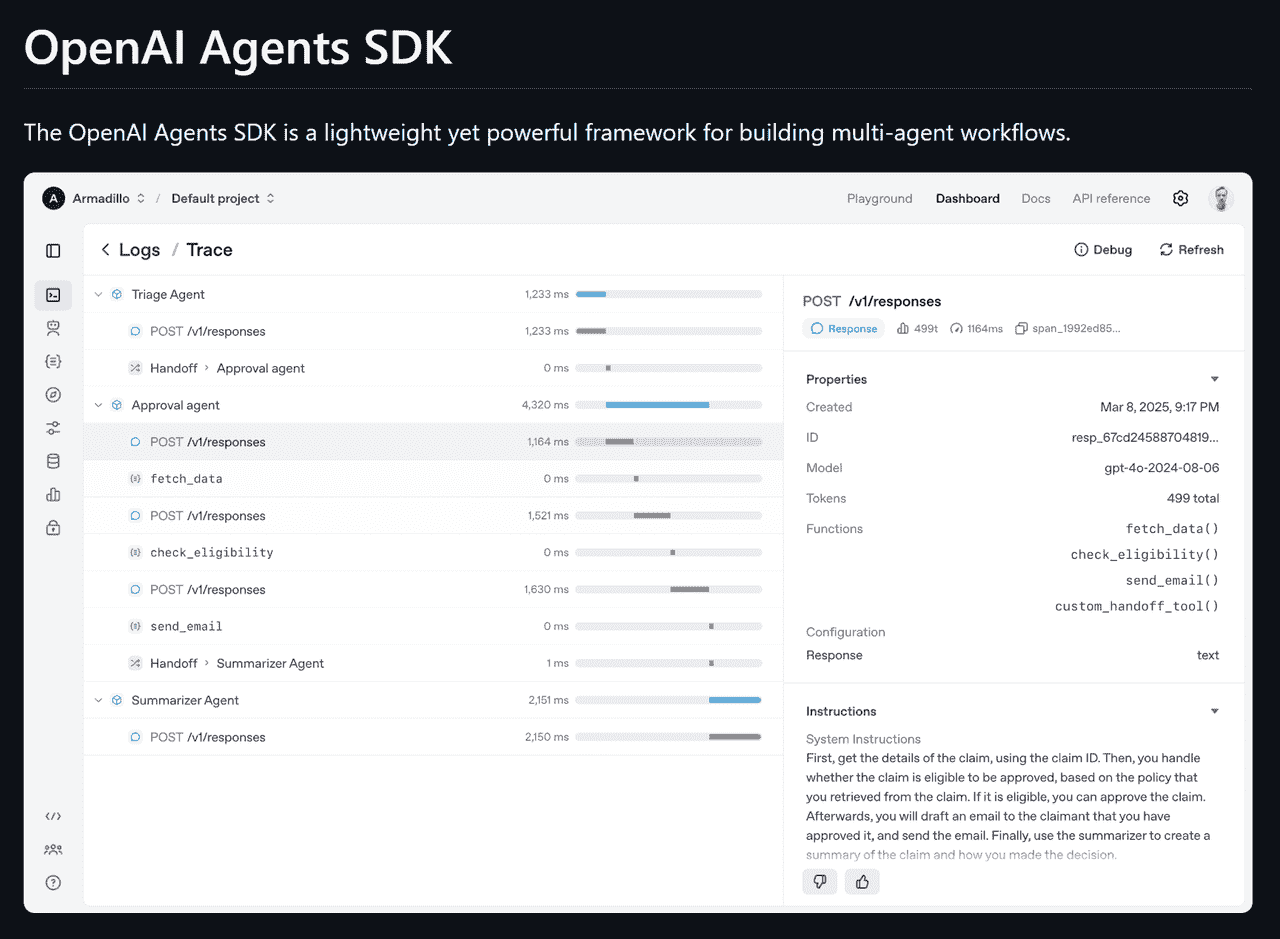 OpenAI Agents SDK
The OpenAI Agents SDK is a lightweight yet powerful framework for building multi-agent workflows.
A Armadillo / Default project
Playground Dashboard Docs API reference
Logs / Trace
Debug Refresh
Triage Agent 1,233 ms
POST /v1/responses 1,233 ms
Handoff > Approval agent 0 ms
Approval agent 4,320 ms
POST /v1/responses 1,164 ms
fetch_data 0 ms
POST /v1/responses 1,521 ms
check_eligibility 0 ms
POST /v1/responses 1,630 ms
send_email 0 ms
Handoff > Summarizer Agent 1 ms
Summarizer Agent 2,151 ms
POST /v1/responses 2,150 ms
POST /v1/responses
Response 499t 1164ms span_1992ed85...
Properties
Created Mar 8, 2025, 9:17 PM
ID resp_67cd24588704819...
Model gpt-4o-2024-08-06
Tokens 499 total
Functions fetch_data()
check_eligibility()
send_email()
custom_handoff_tool()
Configuration
Response text
Instructions
System Instructions
First, get the details of the claim, using the claim ID. Then, you handle
whether the claim is eligible to be approved, based on the policy that
you retrieved from the claim. If it is eligible, you can approve the claim.
Afterwards, you will draft an email to the claimant that you have
approved it, and send the email. Finally, use the summarizer to create a
summary of the claim and how you made the decision.